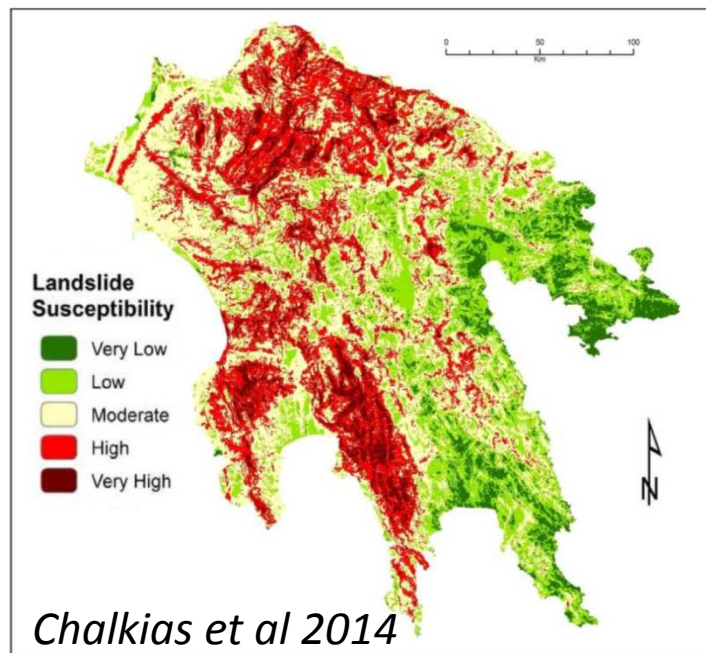 0 50 100
Km
Landslide
Susceptibility
Very Low
Low
Moderate
High
Very High
N
Chalkias et al 2014